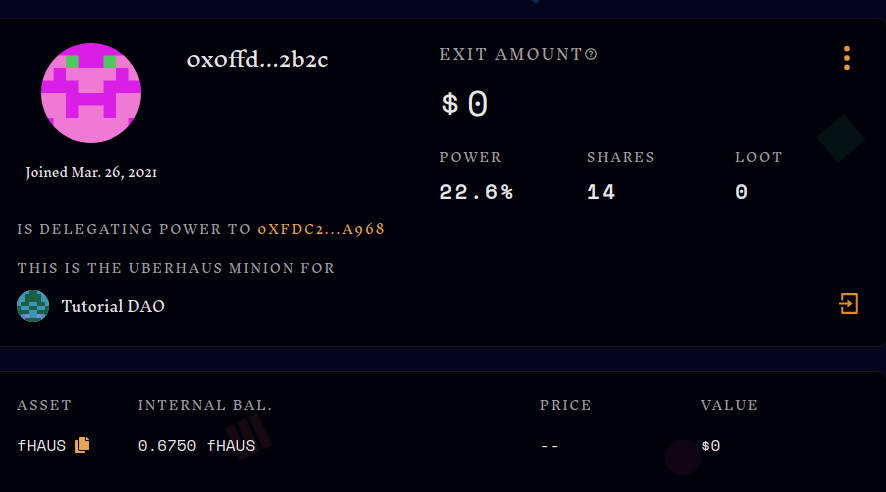 0x0ffd...2b2c
Joined Mar. 26, 2021
IS DELEGATING POWER TO 0XFDC2...A968
THIS IS THE UBERHAUS MINION FOR
Tutorial DAO
EXIT AMOUNT
$0
POWER SHARES LOOT
22.6% 14 0
ASSET INTERNAL BAL. PRICE VALUE
fHAUS 0.6750 fHAUS -- $0